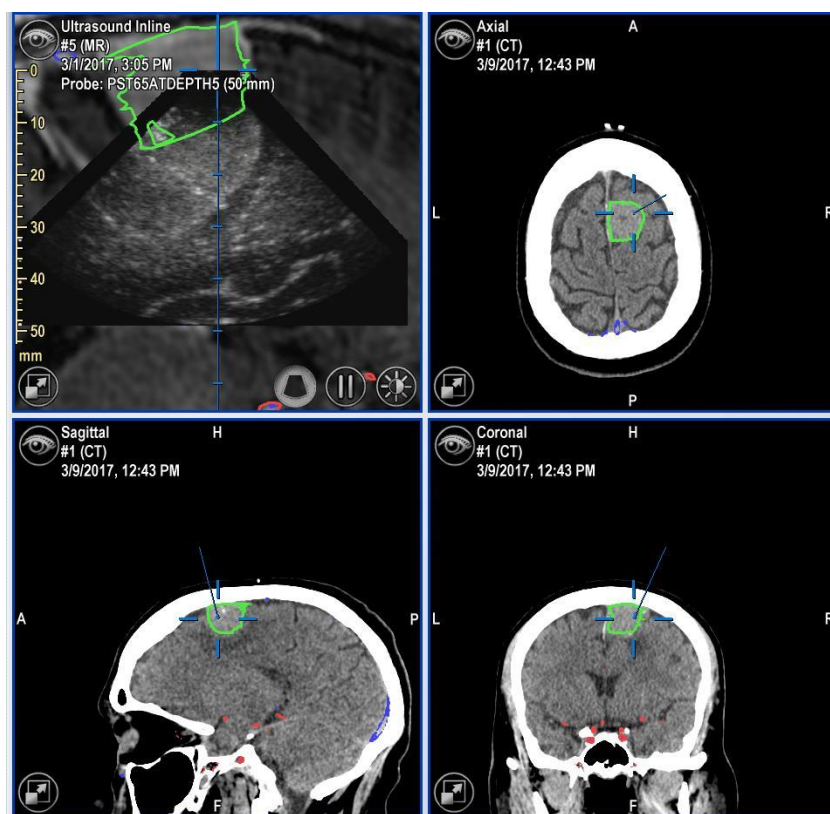 Ultrasound Inline
#5 (MR)
3/1/2017, 3:05 PM
Probe: PST65ATDEPTH5 (50 mm)
0
10
20
30
40
50
mm
Axial
#1 (CT)
3/9/2017, 12:43 PM
A
L
R
P
Sagittal
#1 (CT)
3/9/2017, 12:43 PM
H
A
P
F
Coronal
#1 (CT)
3/9/2017, 12:43 PM
H
L
R
F